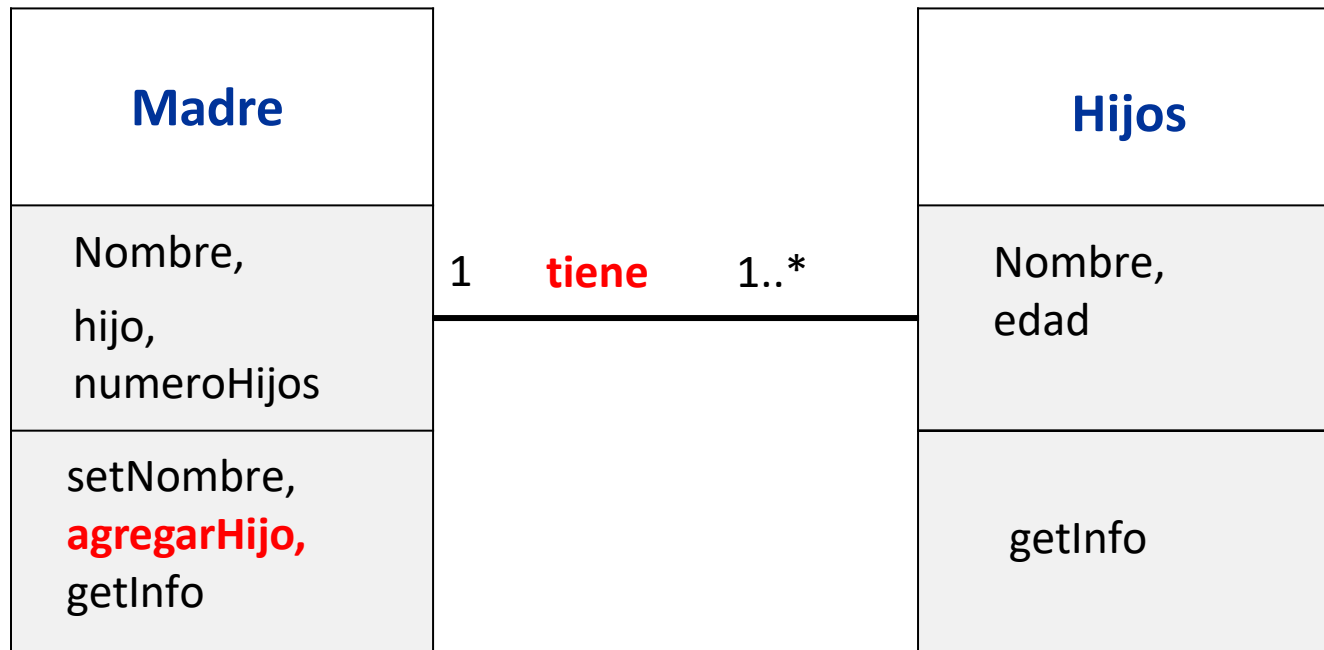 Madre
Nombre,
hijo,
numeroHijos
setNombre,
agregarHijo,
getInfo
1 tiene 1..*
Hijos
Nombre,
edad
getInfo